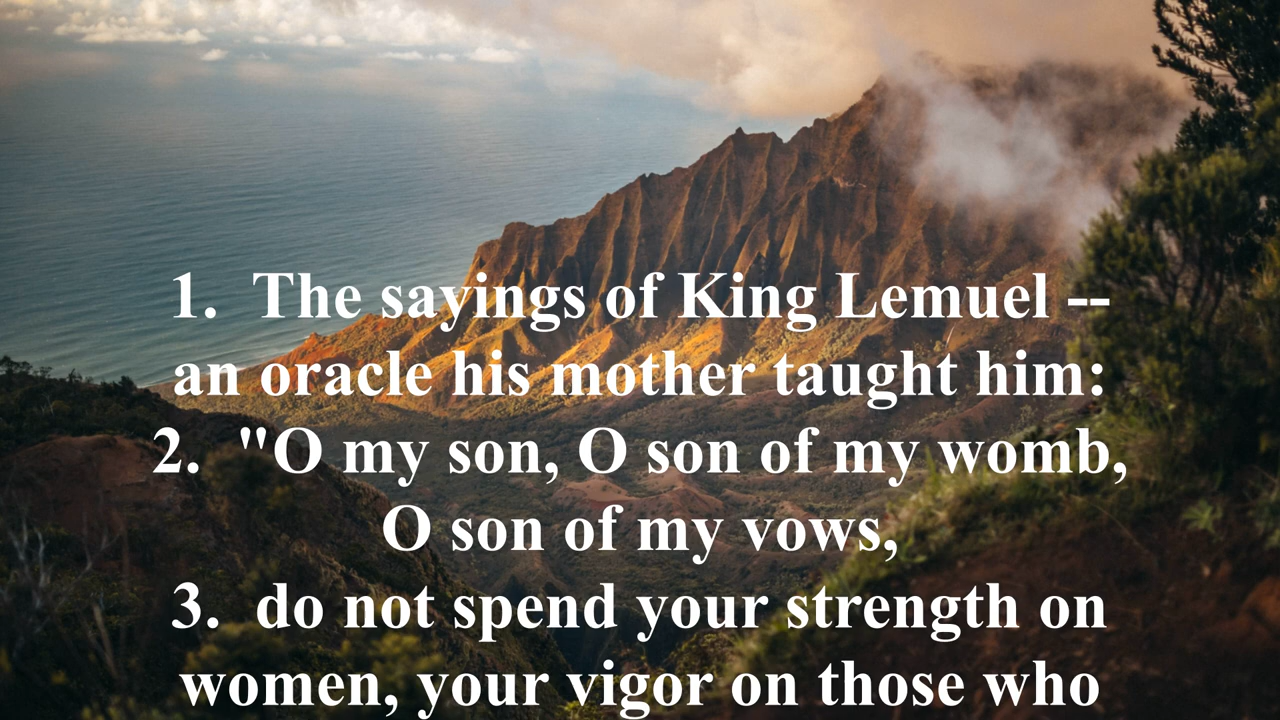 1.  The sayings of King Lemuel --
an oracle his mother taught him:
2.  "O my son, O son of my womb,
O son of my vows,
3.  do not spend your strength on
women, your vigor on those who